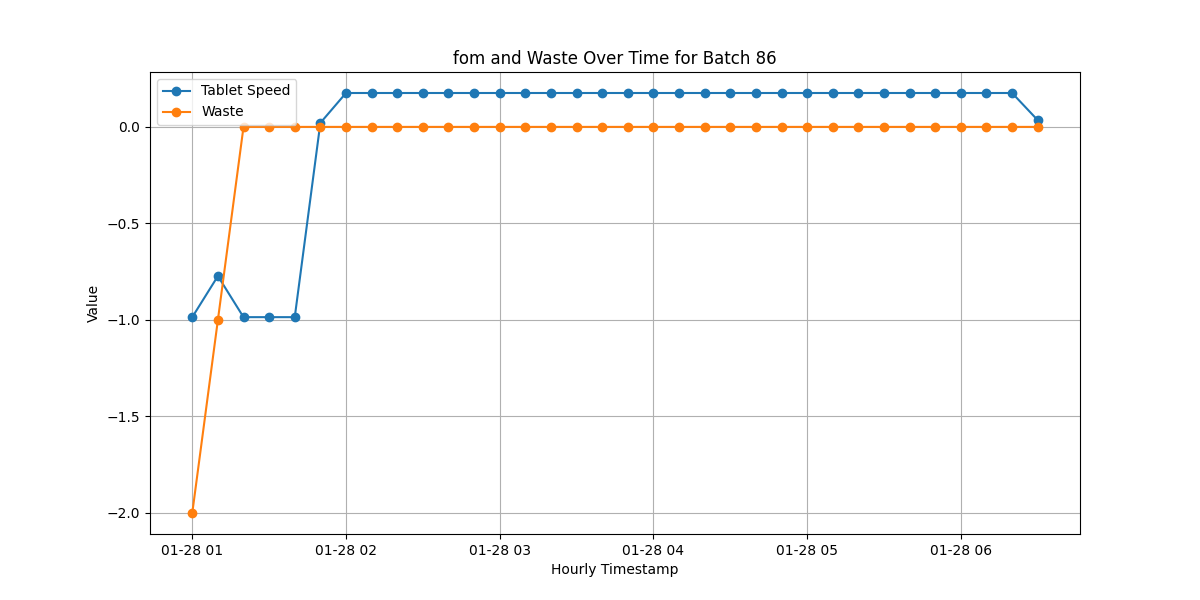 fom and Waste Over Time for Batch 86
Tablet Speed
Waste
0.0
−0.5
−1.0
−1.5
−2.0
Value
01-28 01
01-28 02
01-28 03
01-28 04
01-28 05
01-28 06
Hourly Timestamp